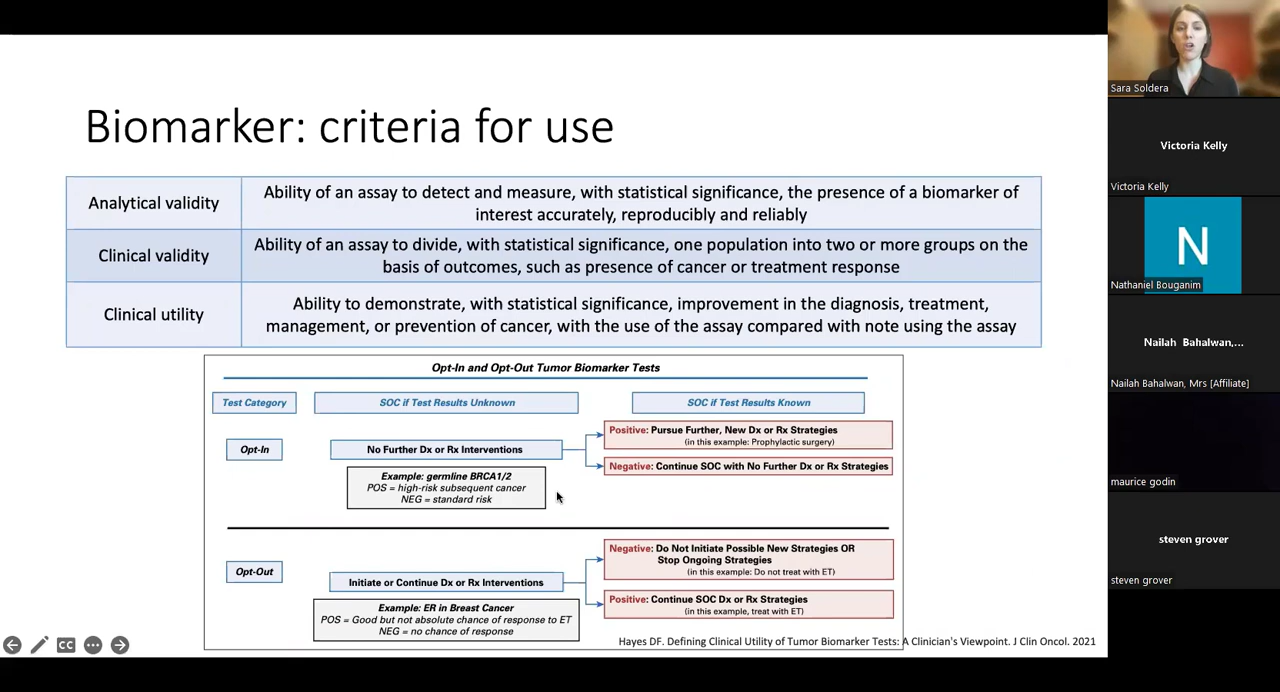 Biomarker: criteria for use
Analytical validity
Ability of an assay to detect and measure, with statistical significance, the presence of a biomarker of
interest accurately, reproducibly and reliably
Clinical validity
Ability of an assay to divide, with statistical significance, one population into two or more groups on the
basis of outcomes, such as presence of cancer or treatment response
Clinical utility
Ability to demonstrate, with statistical significance, improvement in the diagnosis, treatment,
management, or prevention of cancer, with the use of the assay compared with note using the assay
Opt-In and Opt-Out Tumor Biomarker Tests
Test Category
SOC if Test Results Unknown
SOC if Test Results Known
Opt-In
No Further Dx or Rx Interventions
Positive: Pursue Further, New Dx or Rx Strategies
(in this example: Prophylactic surgery)
Negative: Continue SOC with No Further Dx or Rx Strategies
Example: germline BRCA1/2
POS = high-risk subsequent cancer
NEG = standard risk
Opt-Out
Initiate or Continue Dx or Rx Interventions
Negative: Do Not Initiate Possible New Strategies OR
Stop Ongoing Strategies
(in this example: Do not treat with ET)
Positive: Continue SOC Dx or Rx Strategies
(in this example, treat with ET)
Example: ER in Breast Cancer
POS = Good but not absolute chance of response to ET
NEG = no chance of response
Hayes DF. Defining Clinical Utility of Tumor Biomarker Tests: A Clinician's Viewpoint. J Clin Oncol. 2021
CC
Sara Soldera
Victoria Kelly
Victoria Kelly
N
Nathaniel Bouganim
Nailah Bahalwan,...
Nailah Bahalwan, Mrs [Affiliate]
maurice godin
steven grover
steven grover